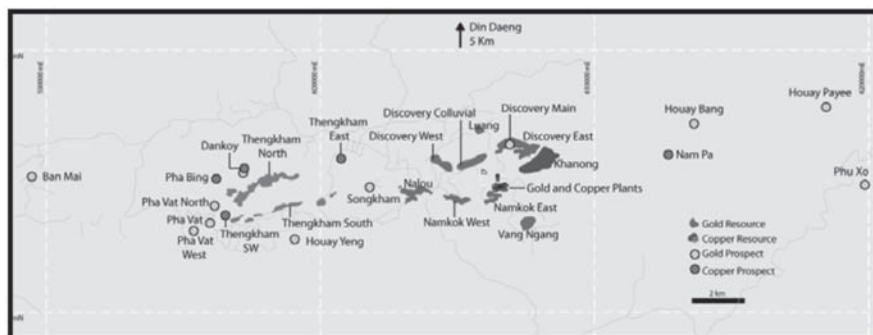 Din Daeng
5 Km
mN
Houay Payee
Houay Bang
Discovery Colluvial
Discovery Main
Luang
Thengkham
East
Discovery West
Discovery East
Thengkham
North
Dankoy
Khanong
Nam Pa
Pha Bing
Ban Mai
Phu Xo
Gold and Copper Plants
Nalou
Songkham
Pha Vat North
Namkok East
Namkok West
Pha Vat
Thengkham South
Gold Resource
Thengkham
SW
Vang Ngang
Pha Vat
West
Houay Yeng
Copper Resource
Gold Prospect
Copper Prospect
2 km
mN